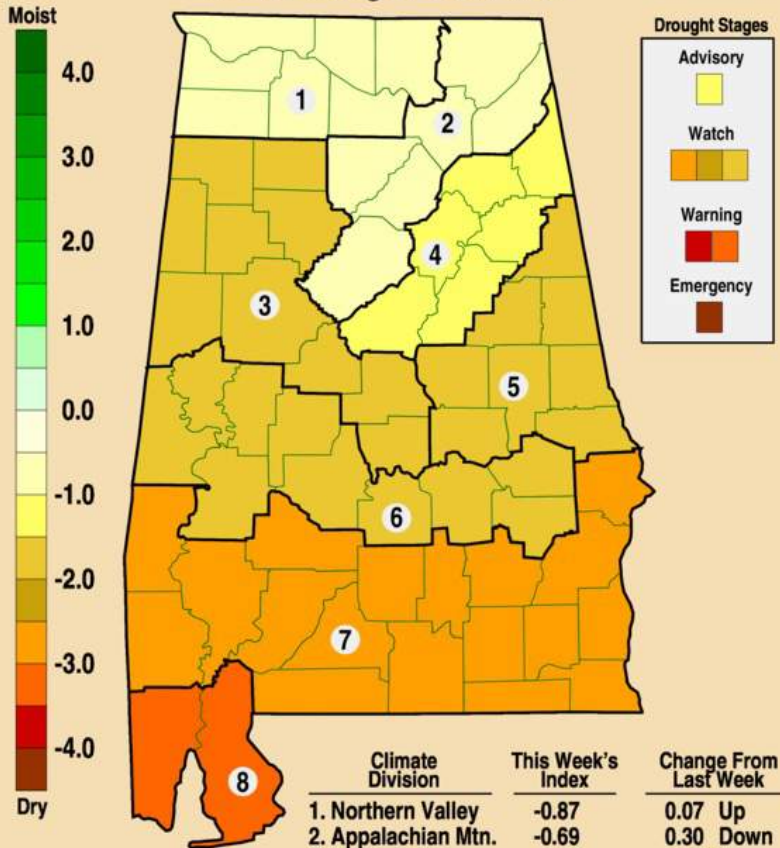 Moist
4.0
3.0
2.0
1.0
0.0
-1.0
-2.0
-3.0
-4.0
Dry
1
2
3
4
5
6
7
8
Drought Stages
Advisory
Watch
Warning
Emergency
Climate Division This Week's Index Change From Last Week
1. Northern Valley -0.87 0.07 Up
2. Appalachian Mtn. -0.69 0.30 Down